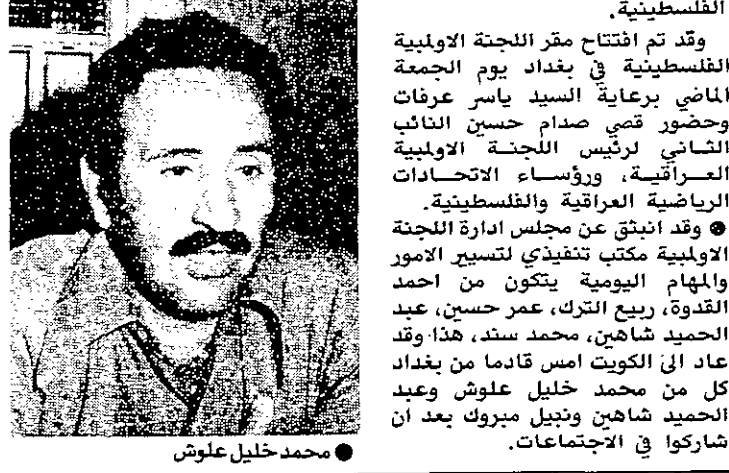 الفلسطينية.
وقد تم افتتاح مقر اللجنة الاولمبية
الفلسطينية في بغداد يوم الجمعة
الماضي برعاية السيد ياسر عرفات
وحضور قصي صدام حسين النائب
الثاني لرئيس اللجنة الاولمبية
العراقية، ورؤساء الاتحادات
الرياضية العراقية والفلسطينية.
● وقد انبثق عن مجلس ادارة اللجنة
الاولمبية مكتب تنفيذي لتسيير الامور
والمهام اليومية يتكون من احمد
القدوة، ربيع الترك، عمر حسين، عبد
الحميد شاهين، محمد سند، هذا وقد
عاد الى الكويت امس قادما من بغداد
كل من محمد خليل علوش وعبد
الحميد شاهين ونبيل مبروك بعد ان
شاركوا في الاجتماعات.
● محمد خليل علوش